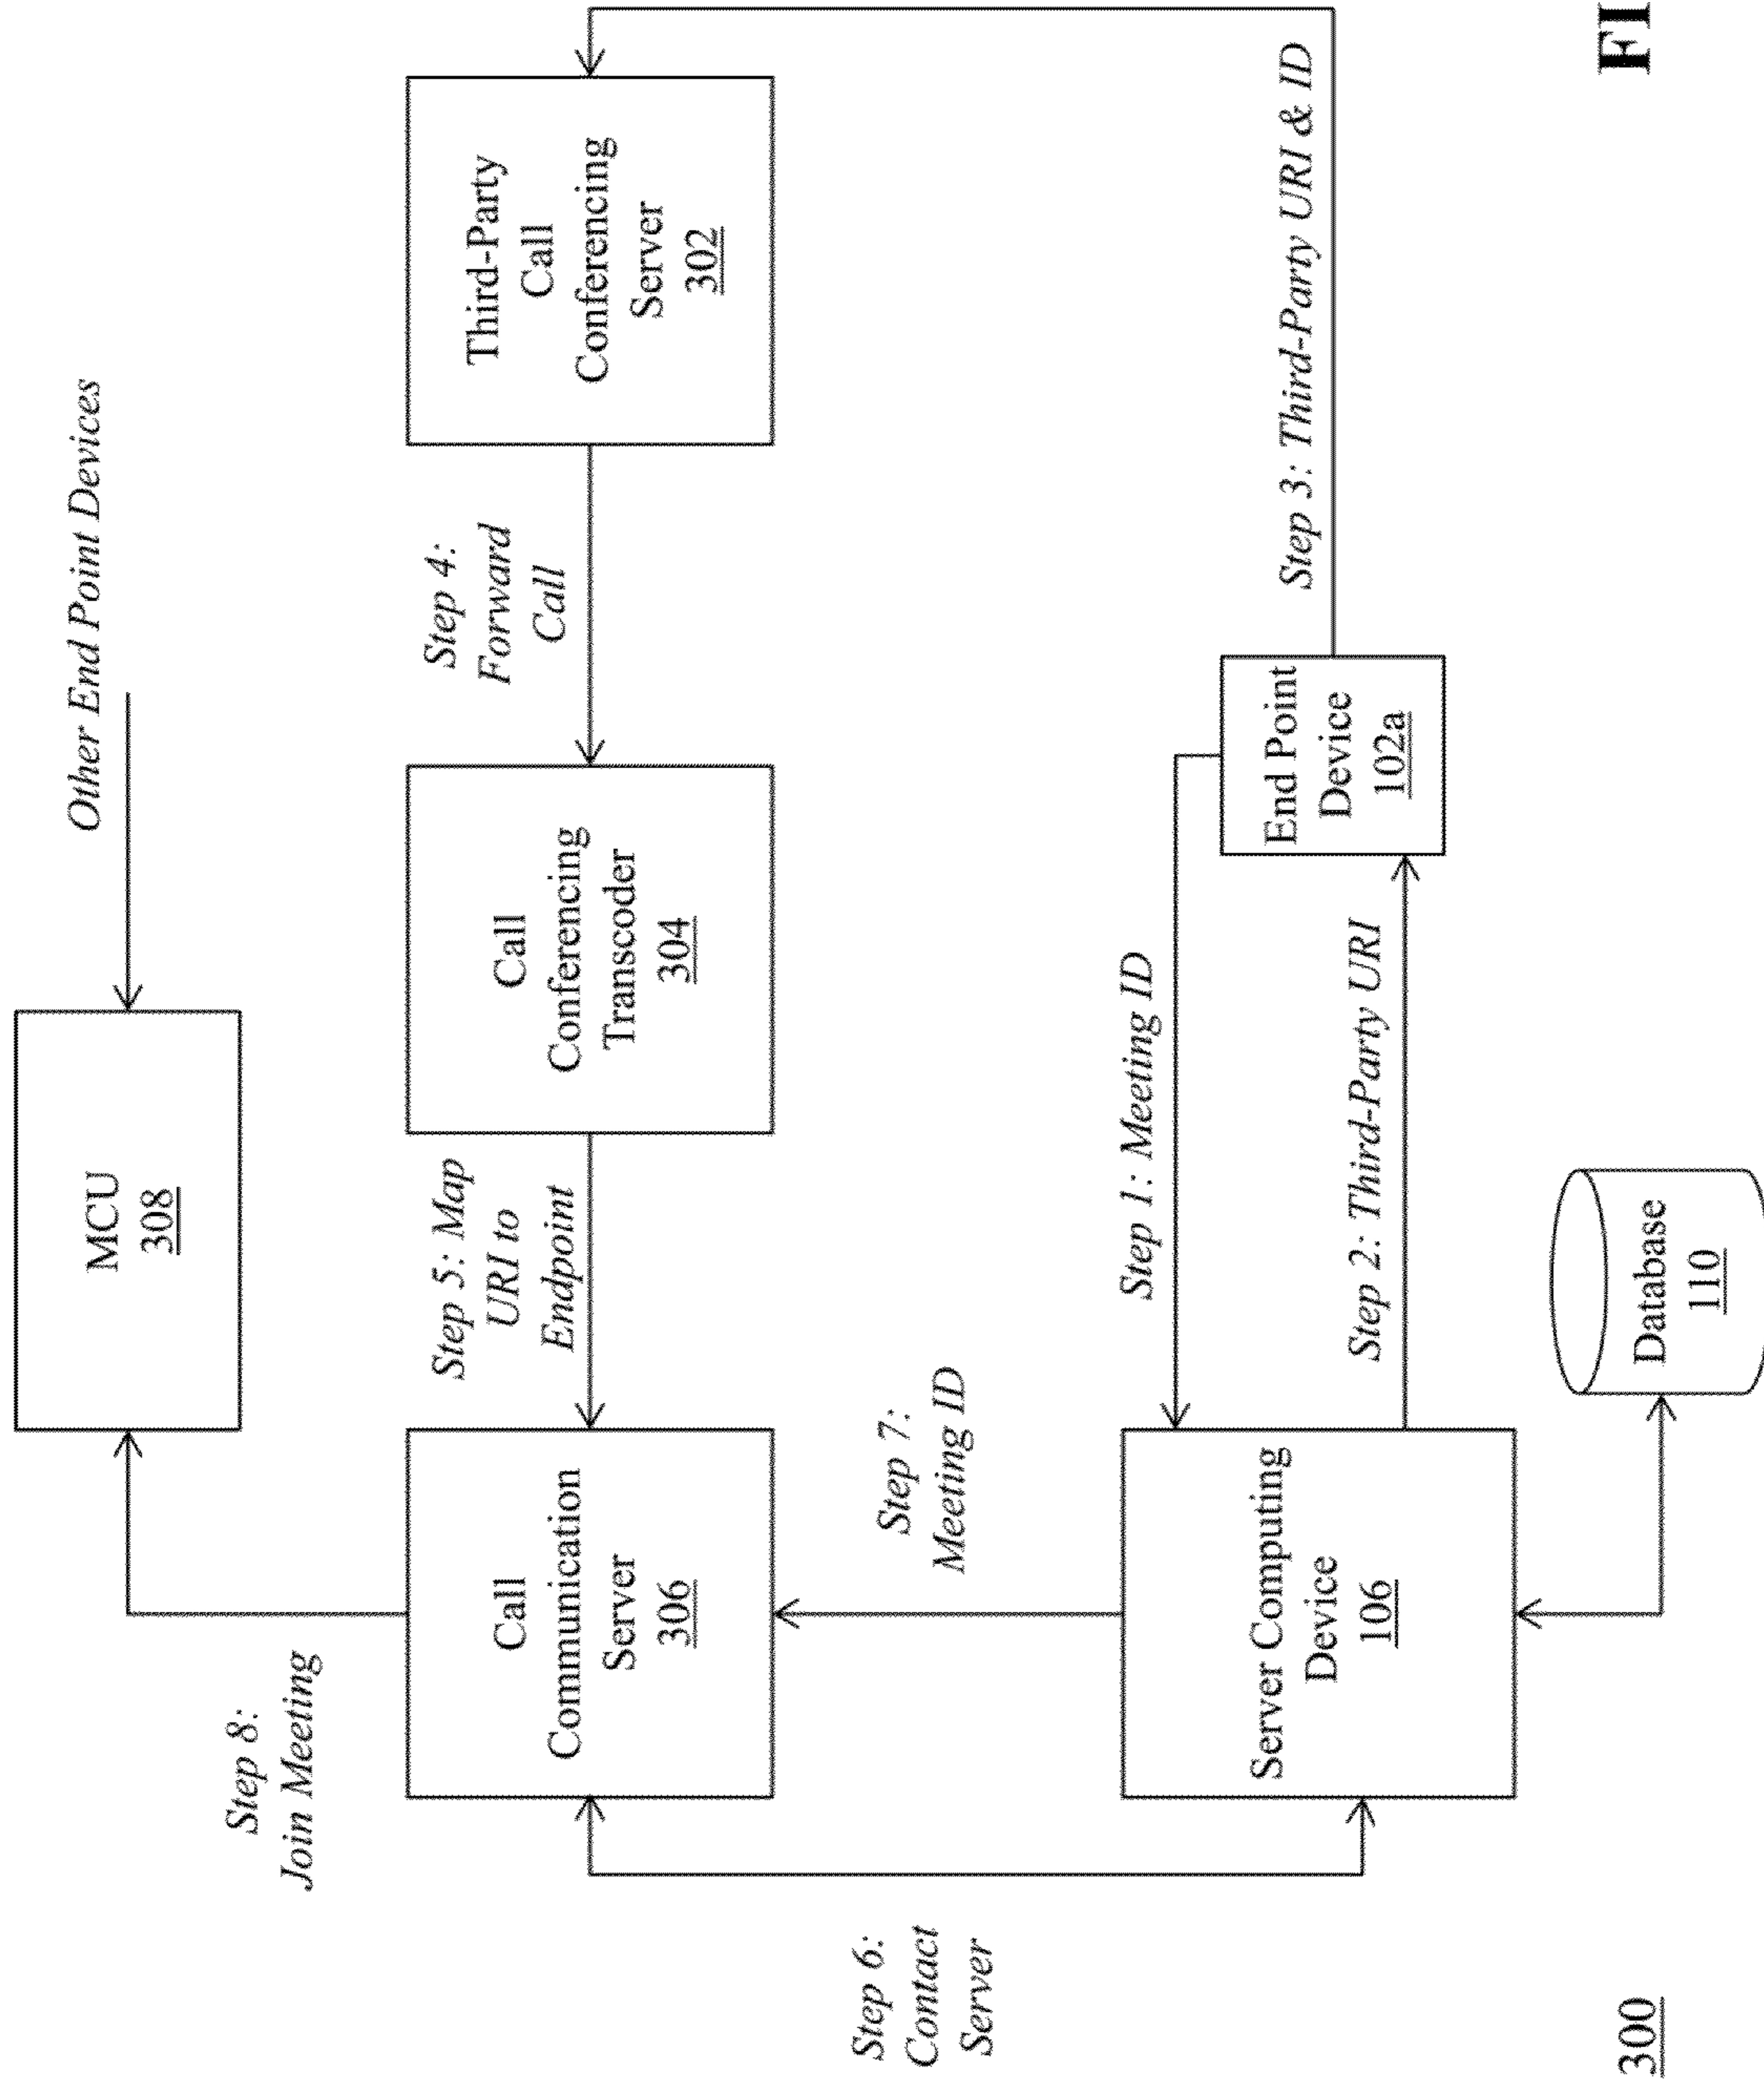 Other End Point Devices
MCU
308
Step 8:
Join Meeting
Step 5: Map
URI to
Endpoint
Step 4:
Forward
Call
Call
Communication
Server
306
Call
Conferencing
Transcoder
304
Third-Party
Call
Conferencing
Server
302
Step 6:
Contact
Server
Step 7:
Meeting ID
Step 1: Meeting ID
Server Computing
Device
106
End Point
Device
102a
Step 3: Third-Party URI & ID
Step 2: Third-Party URI
Database
110
300
FI